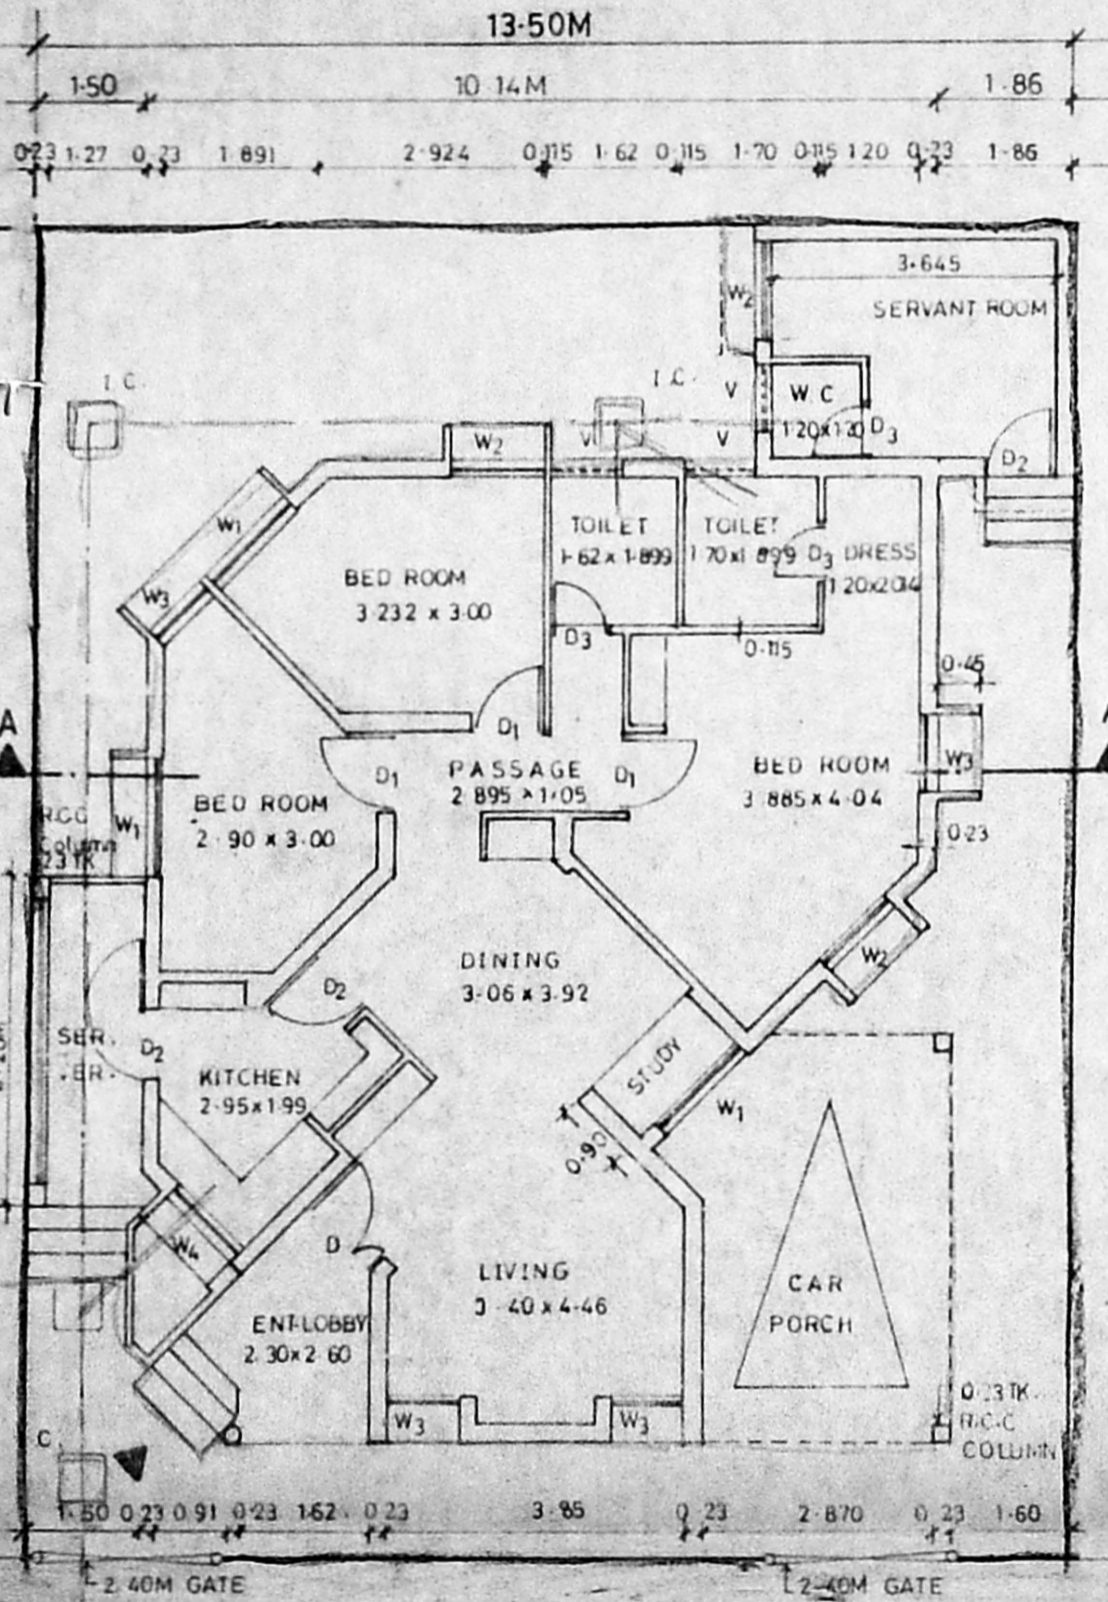 13·50M
1·50 10 14M 1·86
0·23 1·27 0·23 1·891 2·924 0·115 1·62 0·115 1·70 0·115 1·20 0·23 1·86
3·645
SERVANT ROOM
W2
I.C.
I.C.
V
W.C
1·20x1·20 D3
W2
V
V
D2
W1
TOILET
1·62 x 1·899
TOILET
1·70x1·899
D3 DRESS
1·20x2·04
BED ROOM
3·232 x 3·00
W3
D3
0·115
0·45
A
D1
D1
PASSAGE
2·895 x 1·05
D1
BED ROOM
3·885 x 4·04
W3
BED ROOM
2·90 x 3·00
R.C.C
Column
23 TK
W1
0·23
DINING
3·06 x 3·92
W2
D2
SER.
D2
KITCHEN
2·95x1·99
STUDY
W1
0·90
W4
D
LIVING
40 x 4·46
CAR
PORCH
ENT·LOBBY
2·30x2·60
W3
W3
0·23 TK.
R.C.C
COLUMN
C.
1·50 0·23 0·91 0·23 1·62 0·23 3·85 0·23 2·870 0·23 1·60
2·40M GATE
2·40M GATE